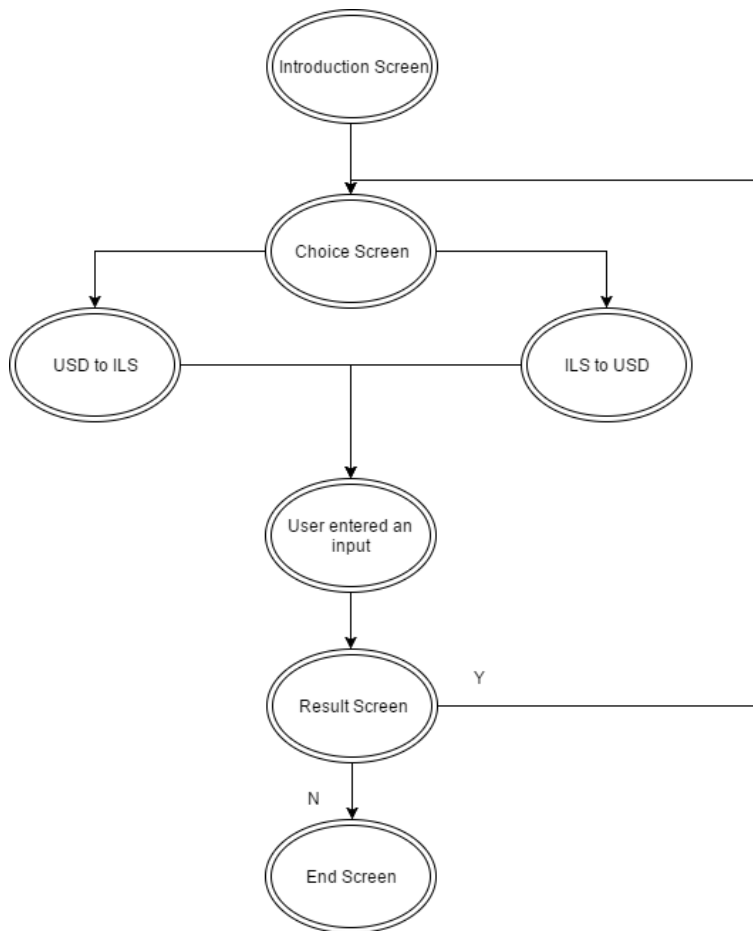 Introduction Screen
Choice Screen
USD to ILS
ILS to USD
User entered an
input
Result Screen
Y
N
End Screen